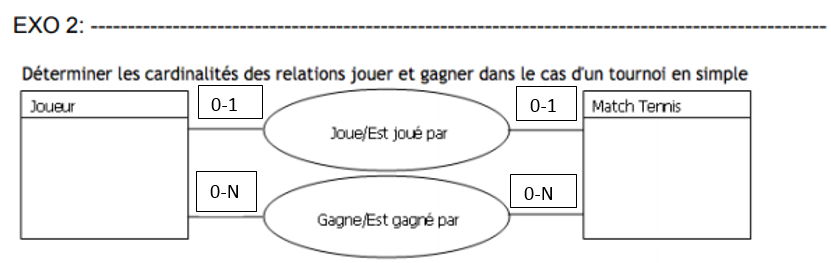 EXO 2: ------------------------------------------------------------------------------------------------
Déterminer les cardinalités des relations jouer et gagner dans le cas d'un tournoi en simple
Joueur 0-1 Joue/Est joué par 0-1 Match Tennis
0-N Gagne/Est gagné par 0-N